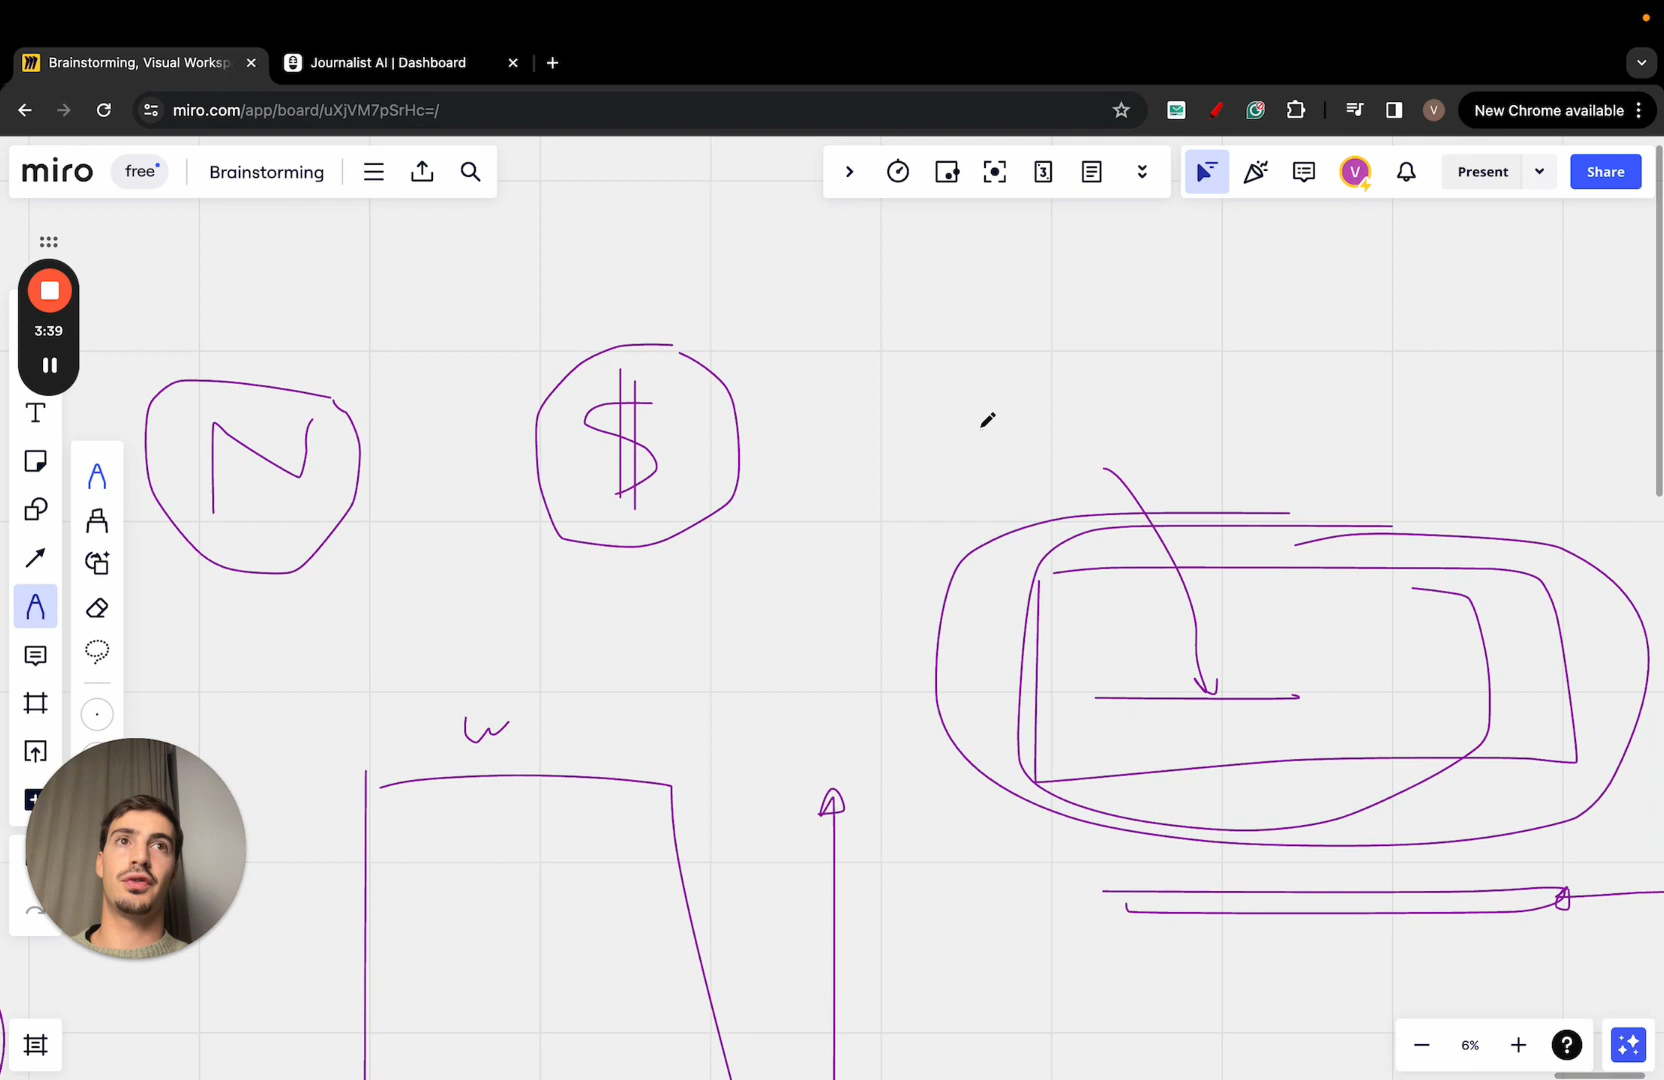 Brainstorming, Visual Worksp
Journalist AI | Dashboard
miro.com/app/board/uXjVM7pSrHc=/
New Chrome available
V
miro
free
Brainstorming
3
V
Present
Share
3:39
T
N
$
W
6%
?